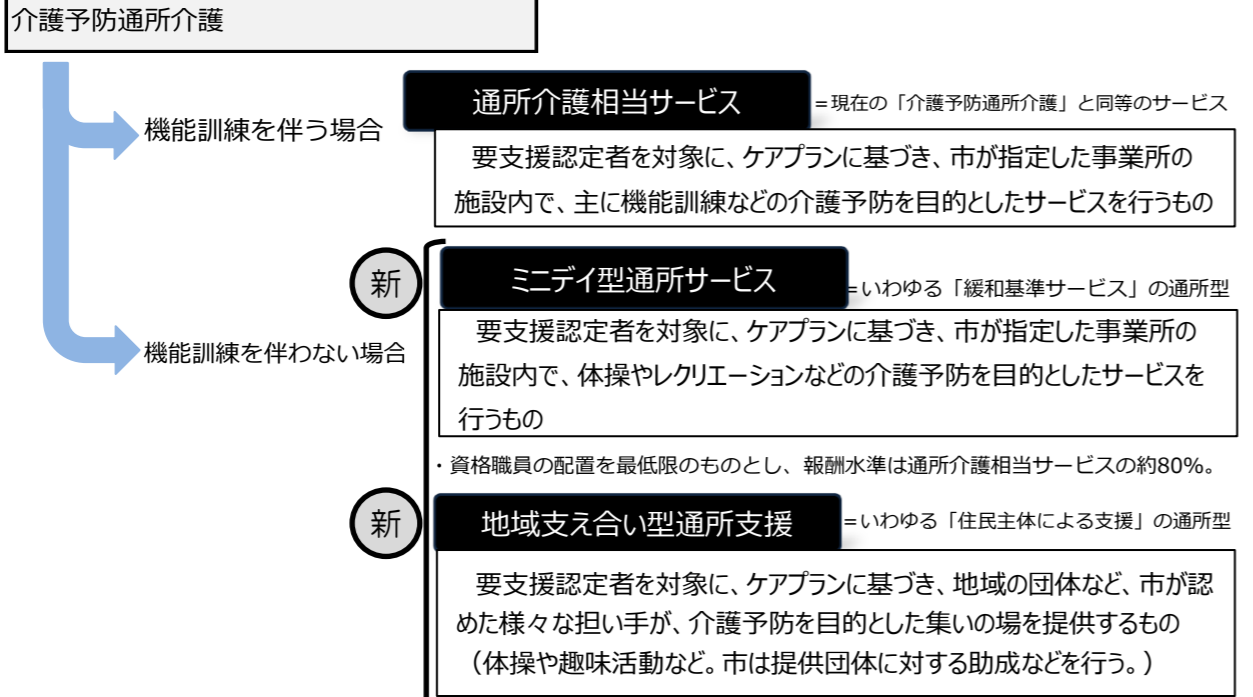 介護予防通所介護
通所介護相当サービス
=現在の「介護予防通所介護」と同等のサービス
機能訓練を伴う場合
要支援認定者を対象に、ケアプランに基づき、市が指定した事業所の
施設内で、主に機能訓練などの介護予防を目的としたサービスを行うもの
新
ミニデイ型通所サービス
=いわゆる「緩和基準サービス」の通所型
機能訓練を伴わない場合
要支援認定者を対象に、ケアプランに基づき、市が指定した事業所の
施設内で、体操やレクリエーションなどの介護予防を目的としたサービスを
行うもの
・資格職員の配置を最低限のものとし、報酬水準は通所介護相当サービスの約80%。
新
地域支え合い型通所支援
=いわゆる「住民主体による支援」の通所型
要支援認定者を対象に、ケアプランに基づき、地域の団体など、市が認
めた様々な担い手が、介護予防を目的とした集いの場を提供するもの
（体操や趣味活動など。市は提供団体に対する助成などを行う。）